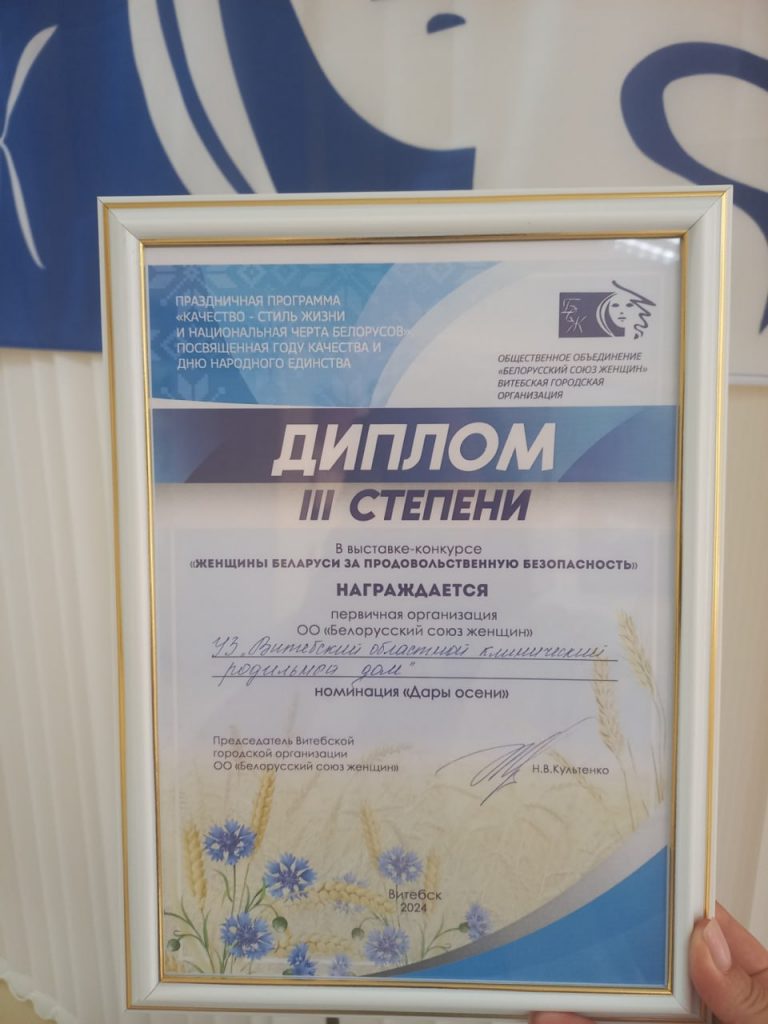 ПРАЗДНИЧНАЯ ПРОГРАММА
«КАЧЕСТВО - СТИЛЬ ЖИЗНИ
И НАЦИОНАЛЬНАЯ ЧЕРТА БЕЛОРУСОВ»,
ПОСВЯЩЕННАЯ ГОДУ КАЧЕСТВА И
ДНЮ НАРОДНОГО ЕДИНСТВА
БСЖ
ОБЩЕСТВЕННОЕ ОБЪЕДИНЕНИЕ
«БЕЛОРУССКИЙ СОЮЗ ЖЕНЩИН»
ВИТЕБСКАЯ ГОРОДСКАЯ
ОРГАНИЗАЦИЯ
ДИПЛОМ
III СТЕПЕНИ
В выставке-конкурсе
«ЖЕНЩИНЫ БЕЛАРУСИ ЗА ПРОДОВОЛЬСТВЕННУЮ БЕЗОПАСНОСТЬ»
НАГРАЖДАЕТСЯ
первичная организация
ОО «Белорусский союз женщин»
УЗ „Витебский областной клинический
родильной дом"
номинация «Дары осени»
Председатель Витебской
городской организации
ОО «Белорусский союз женщин»
Н.В.Культенко
Витебск
2024